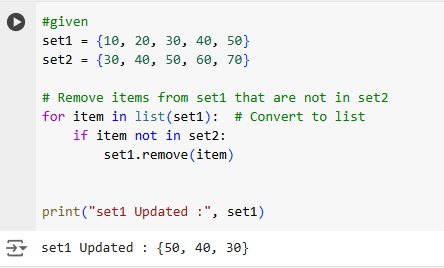 #given
set1 = {10, 20, 30, 40, 50}
set2 = {30, 40, 50, 60, 70}
# Remove items from set1 that are not in set2
for item in list(set1):  # Convert to list
    if item not in set2:
        set1.remove(item)
print("set1 Updated :", set1)
set1 Updated : {50, 40, 30}